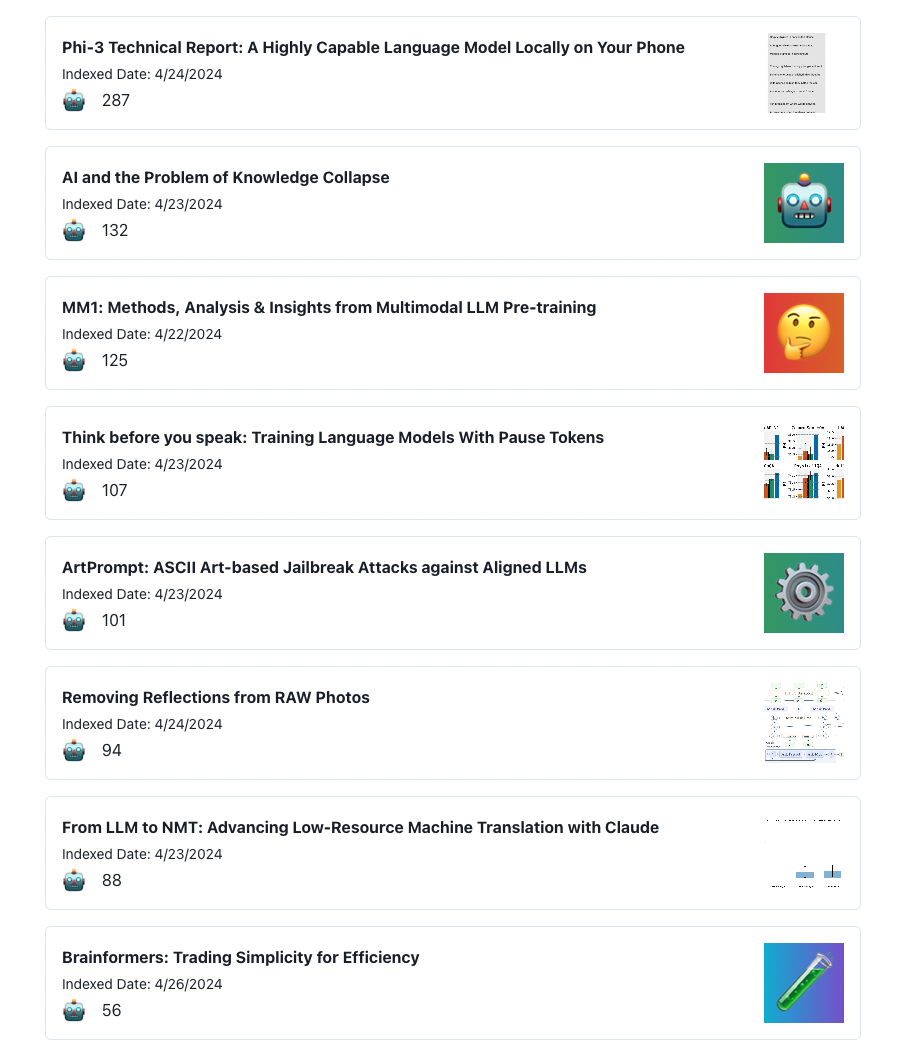 Phi-3 Technical Report: A Highly Capable Language Model Locally on Your Phone
Indexed Date: 4/24/2024
287
AI and the Problem of Knowledge Collapse
Indexed Date: 4/23/2024
132
MM1: Methods, Analysis & Insights from Multimodal LLM Pre-training
Indexed Date: 4/22/2024
125
Think before you speak: Training Language Models With Pause Tokens
Indexed Date: 4/23/2024
107
ArtPrompt: ASCII Art-based Jailbreak Attacks against Aligned LLMs
Indexed Date: 4/23/2024
101
Removing Reflections from RAW Photos
Indexed Date: 4/24/2024
94
From LLM to NMT: Advancing Low-Resource Machine Translation with Claude
Indexed Date: 4/23/2024
88
Brainformers: Trading Simplicity for Efficiency
Indexed Date: 4/26/2024
56